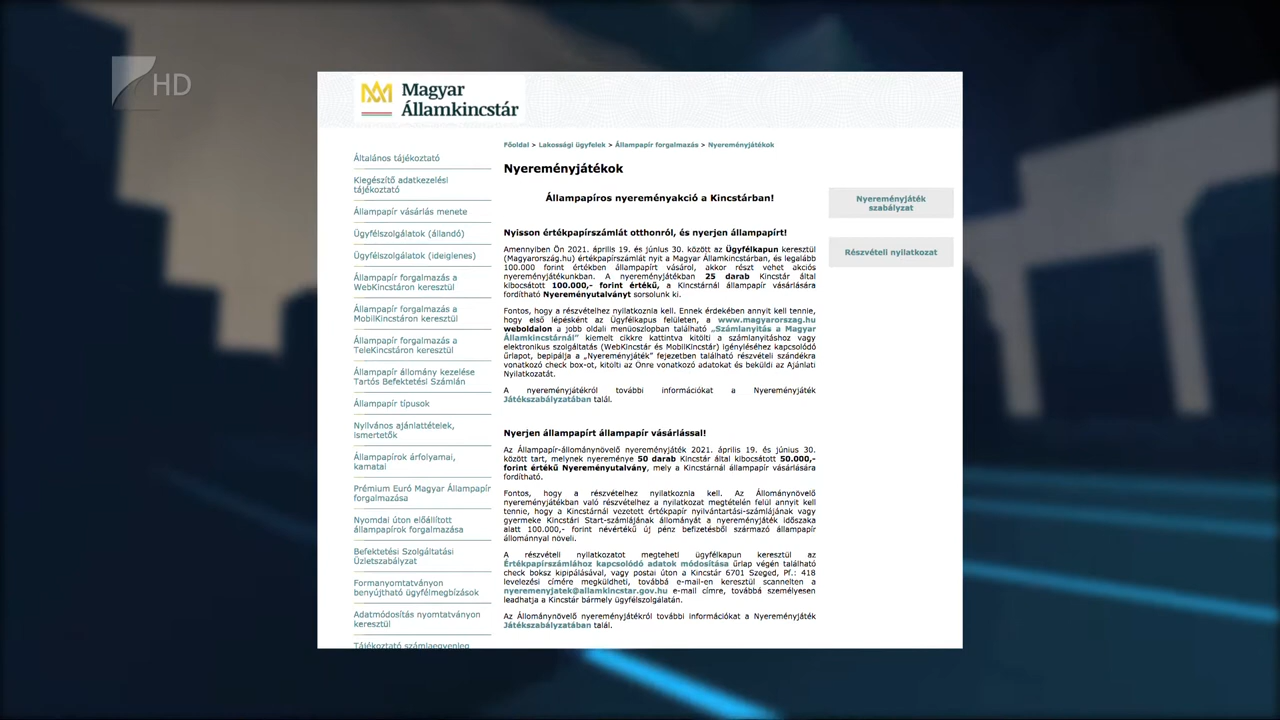 HD
Magyar
Államkincstár
Főoldal > Lakossági ügyfelek > Állampapír forgalmazás > Nyereményjátékok
Általános tájékoztató
Kiegészítő adatkezelési
tájékoztató
Állampapír vásárlás menete
Ügyfélszolgálatok (állandó)
Ügyfélszolgálatok (ideiglenes)
Állampapír forgalmazás a
WebKincstáron keresztül
Állampapír forgalmazás a
MobilKincstáron keresztül
Állampapír forgalmazás a
TeleKincstáron keresztül
Állampapír állomány kezelése
Tartós Befektetési Számlán
Állampapír típusok
Nyilvános ajánlattételek,
ismertetők
Állampapírok árfolyamai,
kamatai
Prémium Euró Magyar Állampapír
forgalmazása
Nyomdai úton előállított
állampapírok forgalmazása
Befektetési Szolgáltatási
Üzletszabályzat
Formanyomtatványon
benyújtható ügyfélmegbízások
Adatmódosítás nyomtatványon
keresztül
Tájékoztató számlaegyenleg
Nyereményjátékok
Állampapíros nyereményakció a Kincstárban!
Nyisson értékpapírszámlát otthonról, és nyerjen állampapírt!
Amennyiben Ön 2021. április 19. és június 30. között az Ügyfélkapun keresztül
(Magyarország.hu) értékpapírszámlát nyit a Magyar Államkincstárban, és legalább
100.000 forint értékben állampapírt vásárol, akkor részt vehet akciós
nyereményjátékunkban. A nyereményjátékban 25 darab Kincstár által
kibocsátott 100.000,- forint értékű, a Kincstárnál állampapír vásárlására
fordítható Nyereményutalványt sorsolunk ki.
Fontos, hogy a részvételhez nyilatkoznia kell. Ennek érdekében annyit kell tennie,
hogy első lépésként az Ügyfélkapus felületen, a www.magyarorszag.hu
weboldalon a jobb oldali menüoszlopban található „Számlanyitás a Magyar
Államkincstárnál” kiemelt cikkre kattintva kitölti a számlanyitáshoz vagy
elektronikus szolgáltatás (WebKincstár és MobilKincstár) igényléséhez kapcsolódó
űrlapot, bepipálja a „Nyereményjáték” fejezetben található részvételi szándékra
vonatkozó check box-ot, kitölti az Önre vonatkozó adatokat és beküldi az Ajánlati
Nyilatkozatát.
A nyereményjátékról további információkat a Nyereményjáték
Játékszabályzatában talál.
Nyerjen állampapírt állampapír vásárlással!
Az Állampapír-állománynövelő nyereményjáték 2021. április 19. és június 30.
között tart, melynek nyereménye 50 darab Kincstár által kibocsátott 50.000,-
forint értékű Nyereményutalvány, mely a Kincstárnál állampapír vásárlására
fordítható.
Fontos, hogy a részvételhez nyilatkoznia kell. Az Állománynövelő
nyereményjátékban való részvételhez a nyilatkozat megtételén felül annyit kell
tennie, hogy a Kincstárnál vezetett értékpapír nyilvántartási-számlájának vagy
gyermeke Kincstári Start-számlájának állományát a nyereményjáték időszaka
alatt 100.000,- forint névértékű új pénz befizetésből származó állampapír
állománnyal növeli.
A részvételi nyilatkozatot megteheti ügyfélkapun keresztül az
Értékpapírszámlához kapcsolódó adatok módosítása űrlap végén található
check boksz kipipálásával, vagy postai úton a Kincstár 6701 Szeged, Pf.: 418
levelezési címére megküldheti, továbbá e-mail-en keresztül scannelten a
nyeremenyjatek@allamkincstar.gov.hu e-mail címre, továbbá személyesen
leadhatja a Kincstár bármely ügyfélszolgálatán.
Az Állománynövelő nyereményjátékról további információkat a Nyereményjáték
Játékszabályzatában talál.
Nyereményjáték
szabályzat
Részvételi nyilatkozat